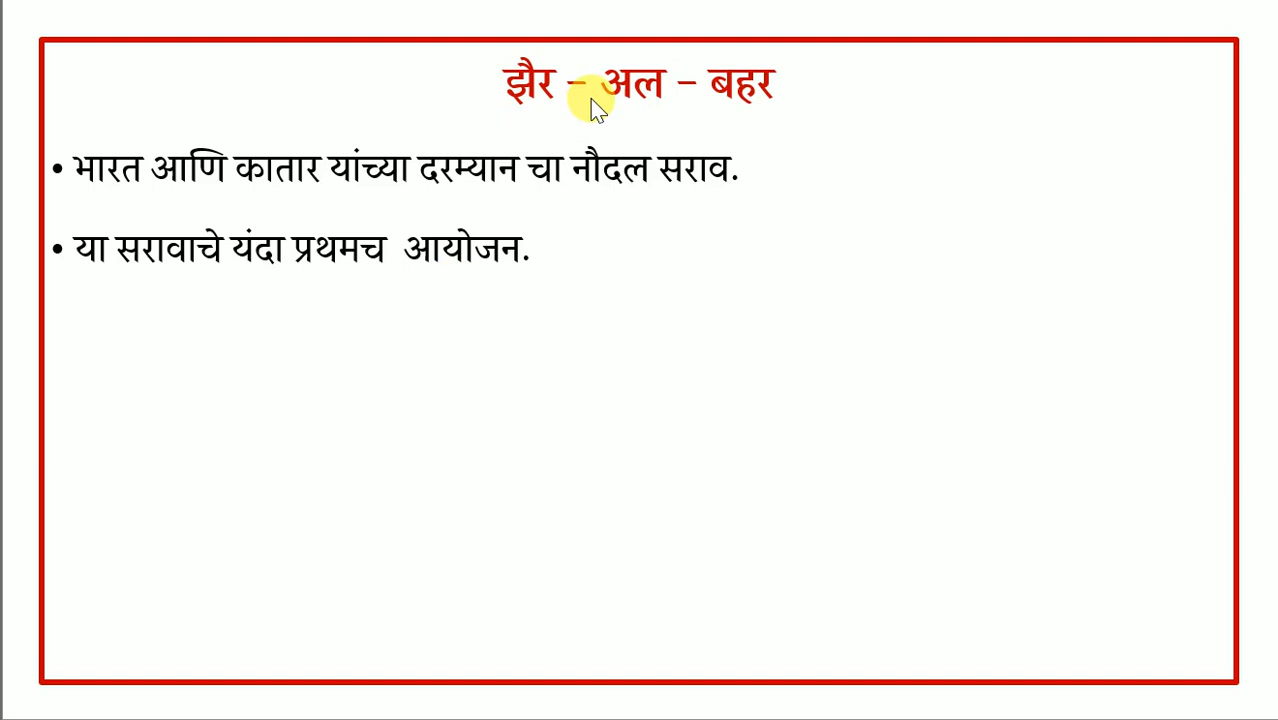 झैर – अल – बहर
• भारत आणि कातार यांच्या दरम्यान चा नौदल सराव.
• या सरावाचे यंदा प्रथमच आयोजन.